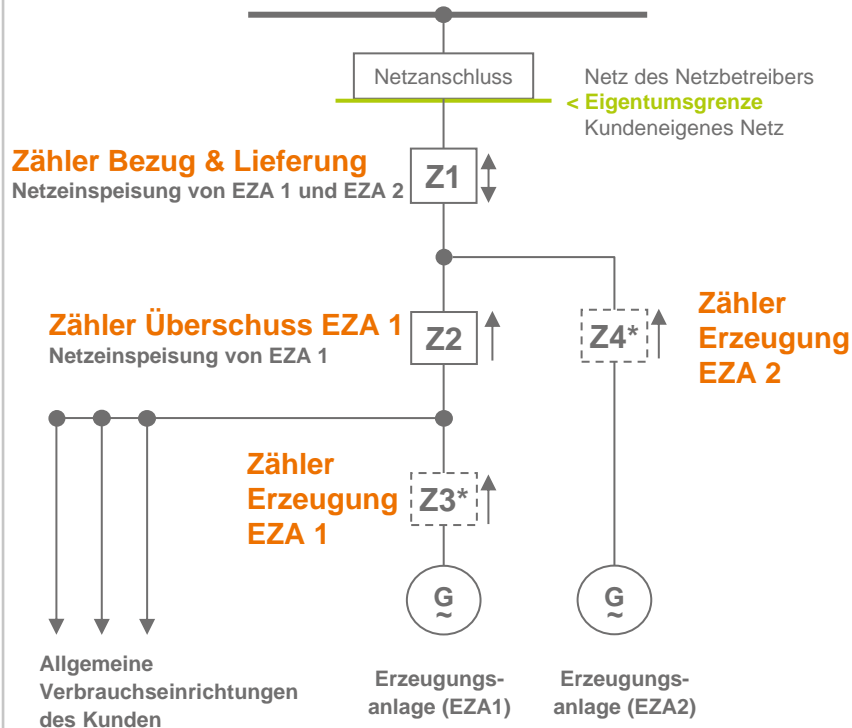 Netzanschluss
Netz des Netzbetreibers
< Eigentumsgrenze
Kundeneigenes Netz
Zähler Bezug & Lieferung
Netzeinspeisung von EZA 1 und EZA 2
Z1
Zähler Überschuss EZA 1
Netzeinspeisung von EZA 1
Z2
Z4*
Zähler
Erzeugung
EZA 2
Zähler
Erzeugung
EZA 1
Z3*
G
~
G
~
Allgemeine
Verbrauchseinrichtungen
des Kunden
Erzeugungs-
anlage (EZA1)
Erzeugungs-
anlage (EZA2)